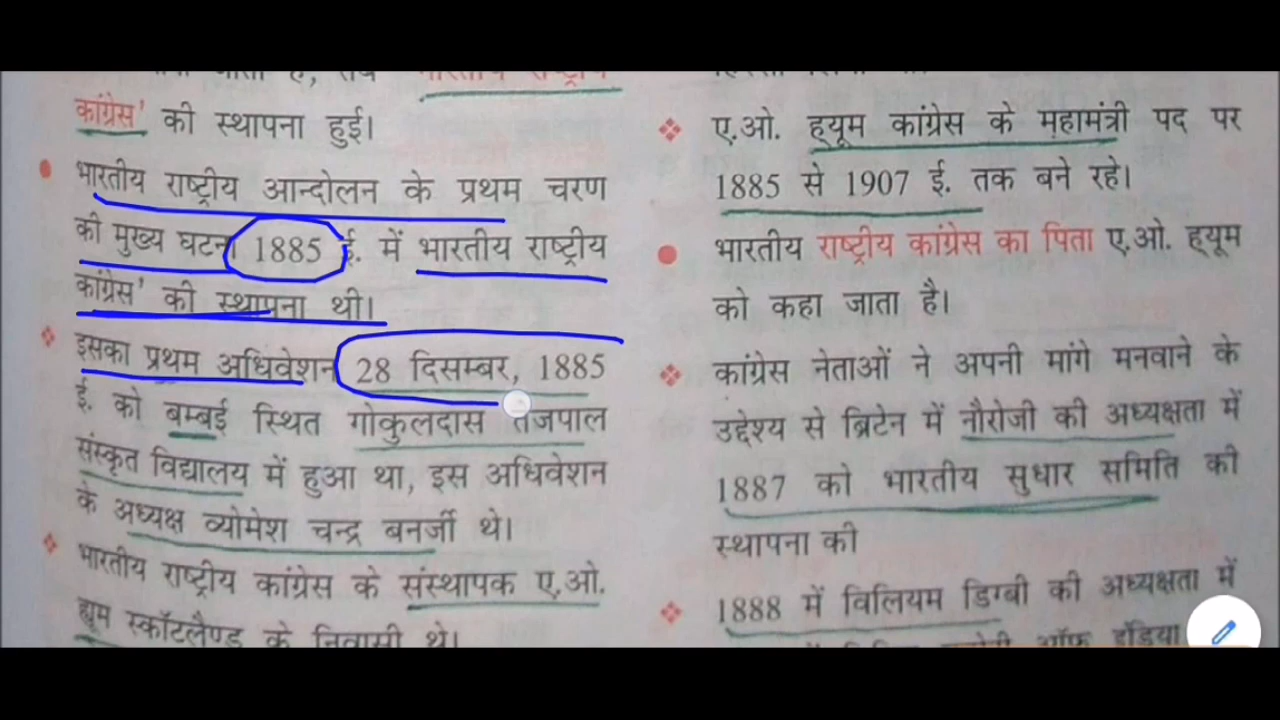 भारतीय राष्ट्रीय
कांग्रेस' की स्थापना हुई।
भारतीय राष्ट्रीय आन्दोलन के प्रथम चरण
की मुख्य घटना 1885 ई. में भारतीय राष्ट्रीय
कांग्रेस' की स्थापना थी।
इसका प्रथम अधिवेशन 28 दिसम्बर, 1885
ई. को बम्बई स्थित गोकुलदास तेजपाल
संस्कृत विद्यालय में हुआ था, इस अधिवेशन
के अध्यक्ष व्योमेश चन्द्र बनर्जी थे।
भारतीय राष्ट्रीय कांग्रेस के संस्थापक ए.ओ.
ह्यूम स्कॉटलैण्ड के निवासी थे।
ए.ओ. ह्यूम कांग्रेस के महामंत्री पद पर
1885 से 1907 ई. तक बने रहे।
भारतीय राष्ट्रीय कांग्रेस का पिता ए.ओ. ह्यूम
को कहा जाता है।
कांग्रेस नेताओं ने अपनी मांगे मनवाने के
उद्देश्य से ब्रिटेन में नौरोजी की अध्यक्षता में
1887 को भारतीय सुधार समिति की
स्थापना की
1888 में विलियम डिग्बी की अध्यक्षता में
ऑफ इंडिया